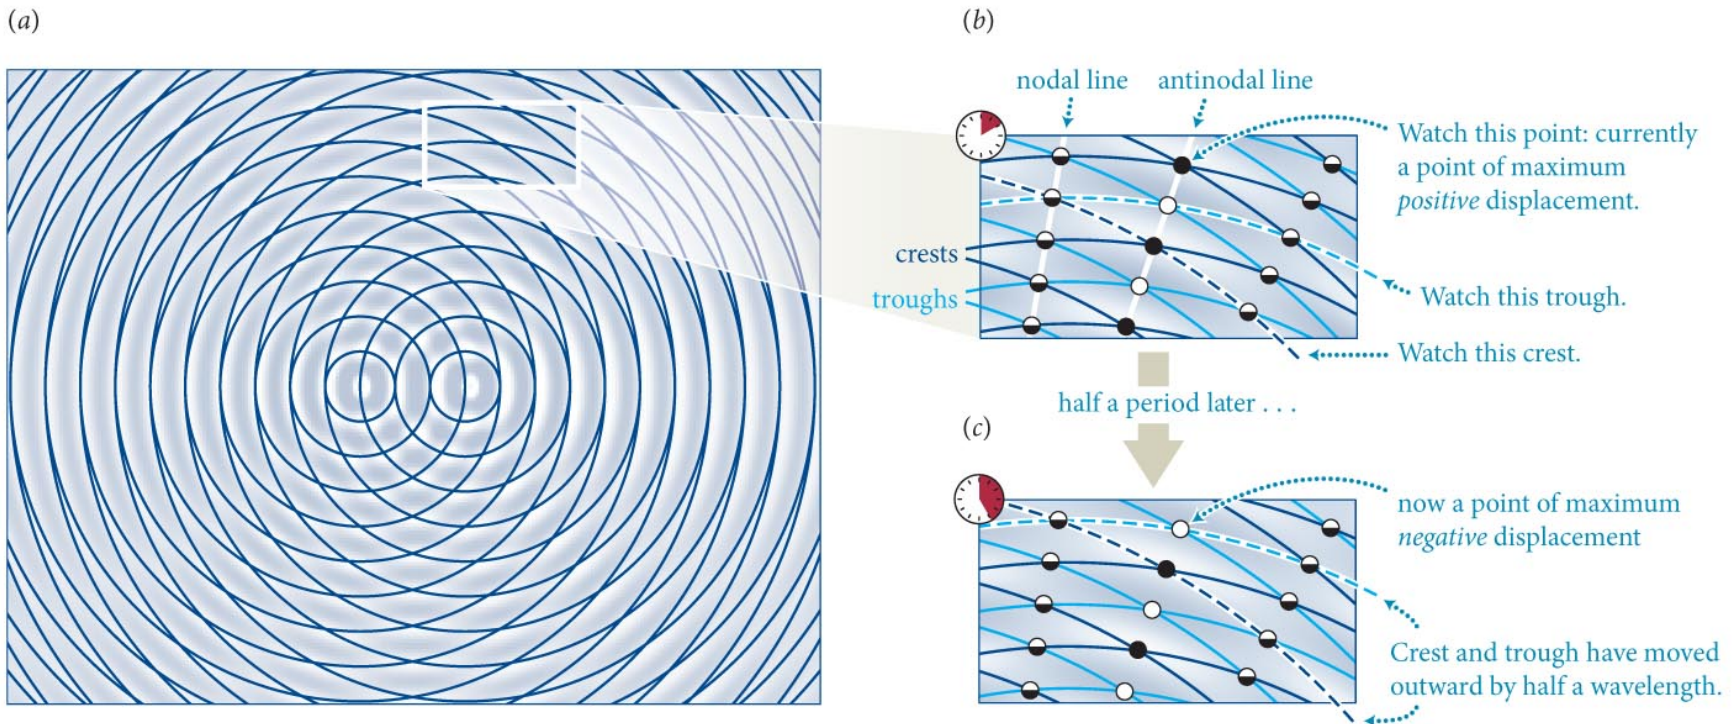 (a)
(b)
nodal line
antinodal line
Watch this point: currently
a point of maximum
positive displacement.
crests
troughs
Watch this trough.
Watch this crest.
half a period later . . .
(c)
now a point of maximum
negative displacement
Crest and trough have moved
outward by half a wavelength.